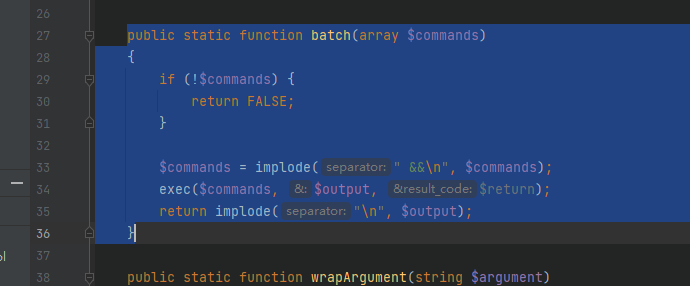 26
27 public static function batch(array $commands)
28 {
29 if (!$commands) {
30 return FALSE;
31 }
32
33 $commands = implode( separator: " &&\n", $commands);
34 exec($commands, &: $output, &result_code: $return);
35 return implode( separator: "\n", $output);
36 }
37
38 public static function wrapArgument(string $argument)
ol